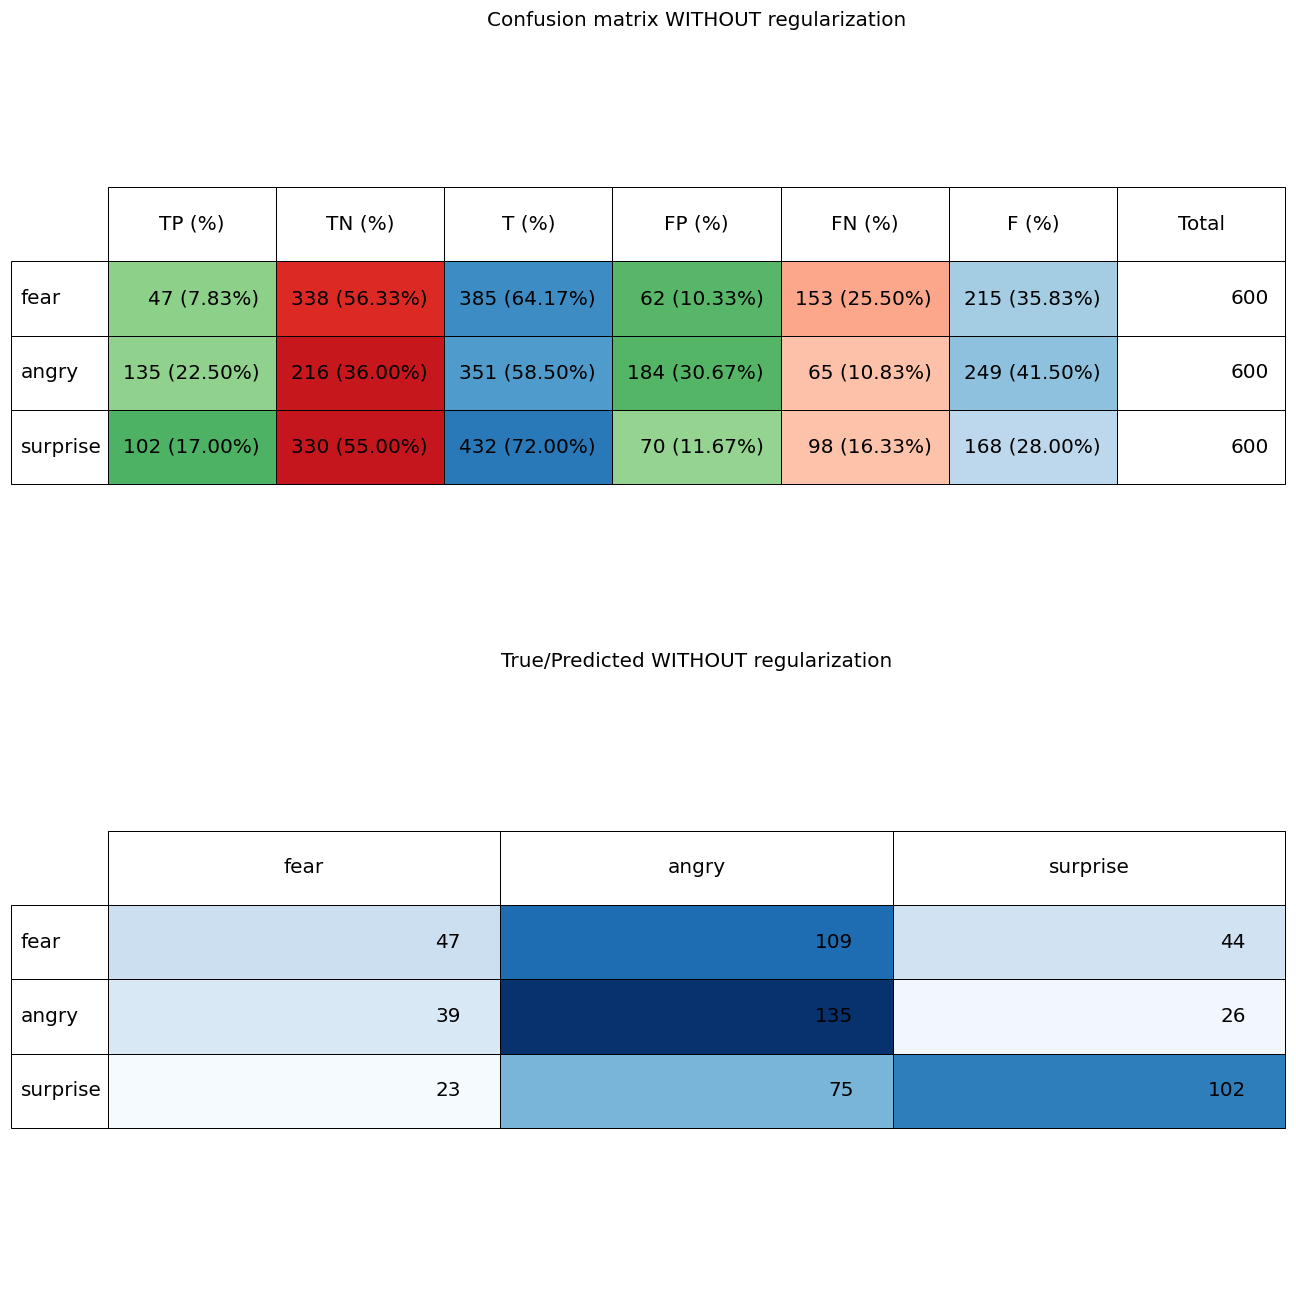 Confusion matrix WITHOUT regularization
TP (%) TN (%) T (%) FP (%) FN (%) F (%) Total
fear 47 (7.83%) 338 (56.33%) 385 (64.17%) 62 (10.33%) 153 (25.50%) 215 (35.83%) 600
angry 135 (22.50%) 216 (36.00%) 351 (58.50%) 184 (30.67%) 65 (10.83%) 249 (41.50%) 600
surprise 102 (17.00%) 330 (55.00%) 432 (72.00%) 70 (11.67%) 98 (16.33%) 168 (28.00%) 600
True/Predicted WITHOUT regularization
fear angry surprise
fear 47 109 44
angry 39 135 26
surprise 23 75 102